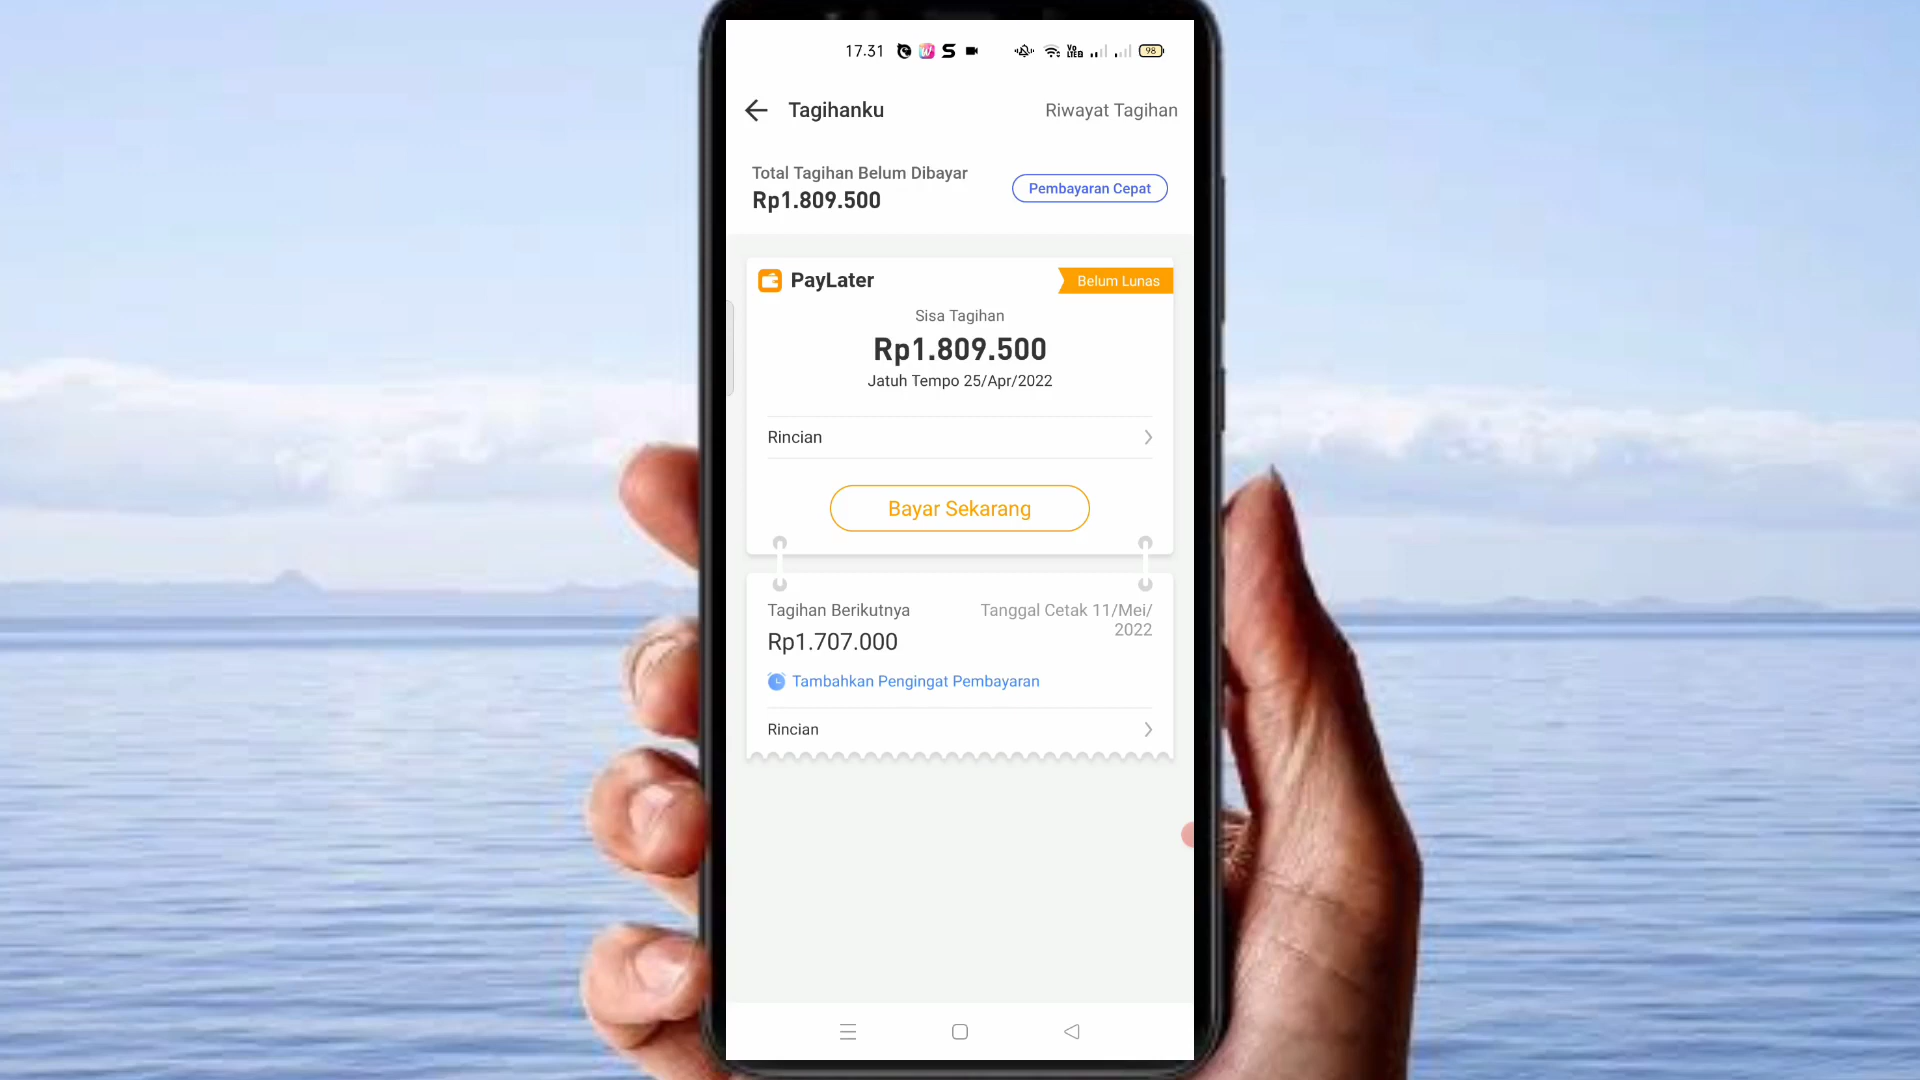 17.31
98
Tagihanku
Riwayat Tagihan
Total Tagihan Belum Dibayar
Rp1.809.500
Pembayaran Cepat
PayLater
Belum Lunas
Sisa Tagihan
Rp1.809.500
Jatuh Tempo 25/Apr/2022
Rincian
Bayar Sekarang
Tagihan Berikutnya
Tanggal Cetak 11/Mei/
2022
Rp1.707.000
Tambahkan Pengingat Pembayaran
Rincian